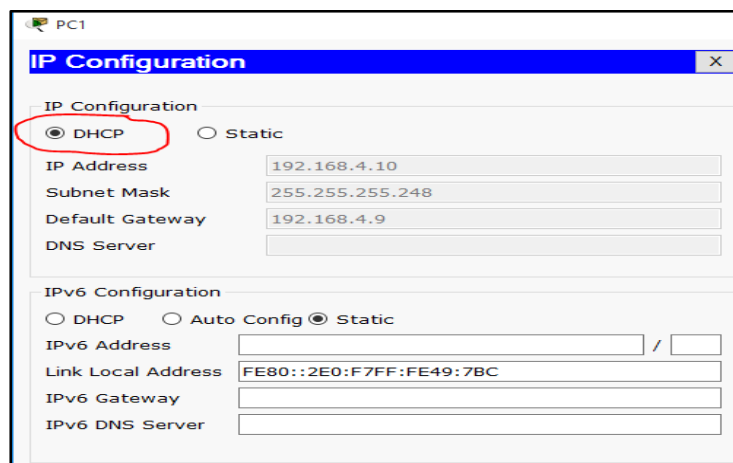 PC1
IP Configuration X
IP Configuration
DHCP Static
IP Address 192.168.4.10
Subnet Mask 255.255.255.248
Default Gateway 192.168.4.9
DNS Server
IPv6 Configuration
DHCP Auto Config Static
IPv6 Address /
Link Local Address FE80::2E0:F7FF:FE49:7BC
IPv6 Gateway
IPv6 DNS Server